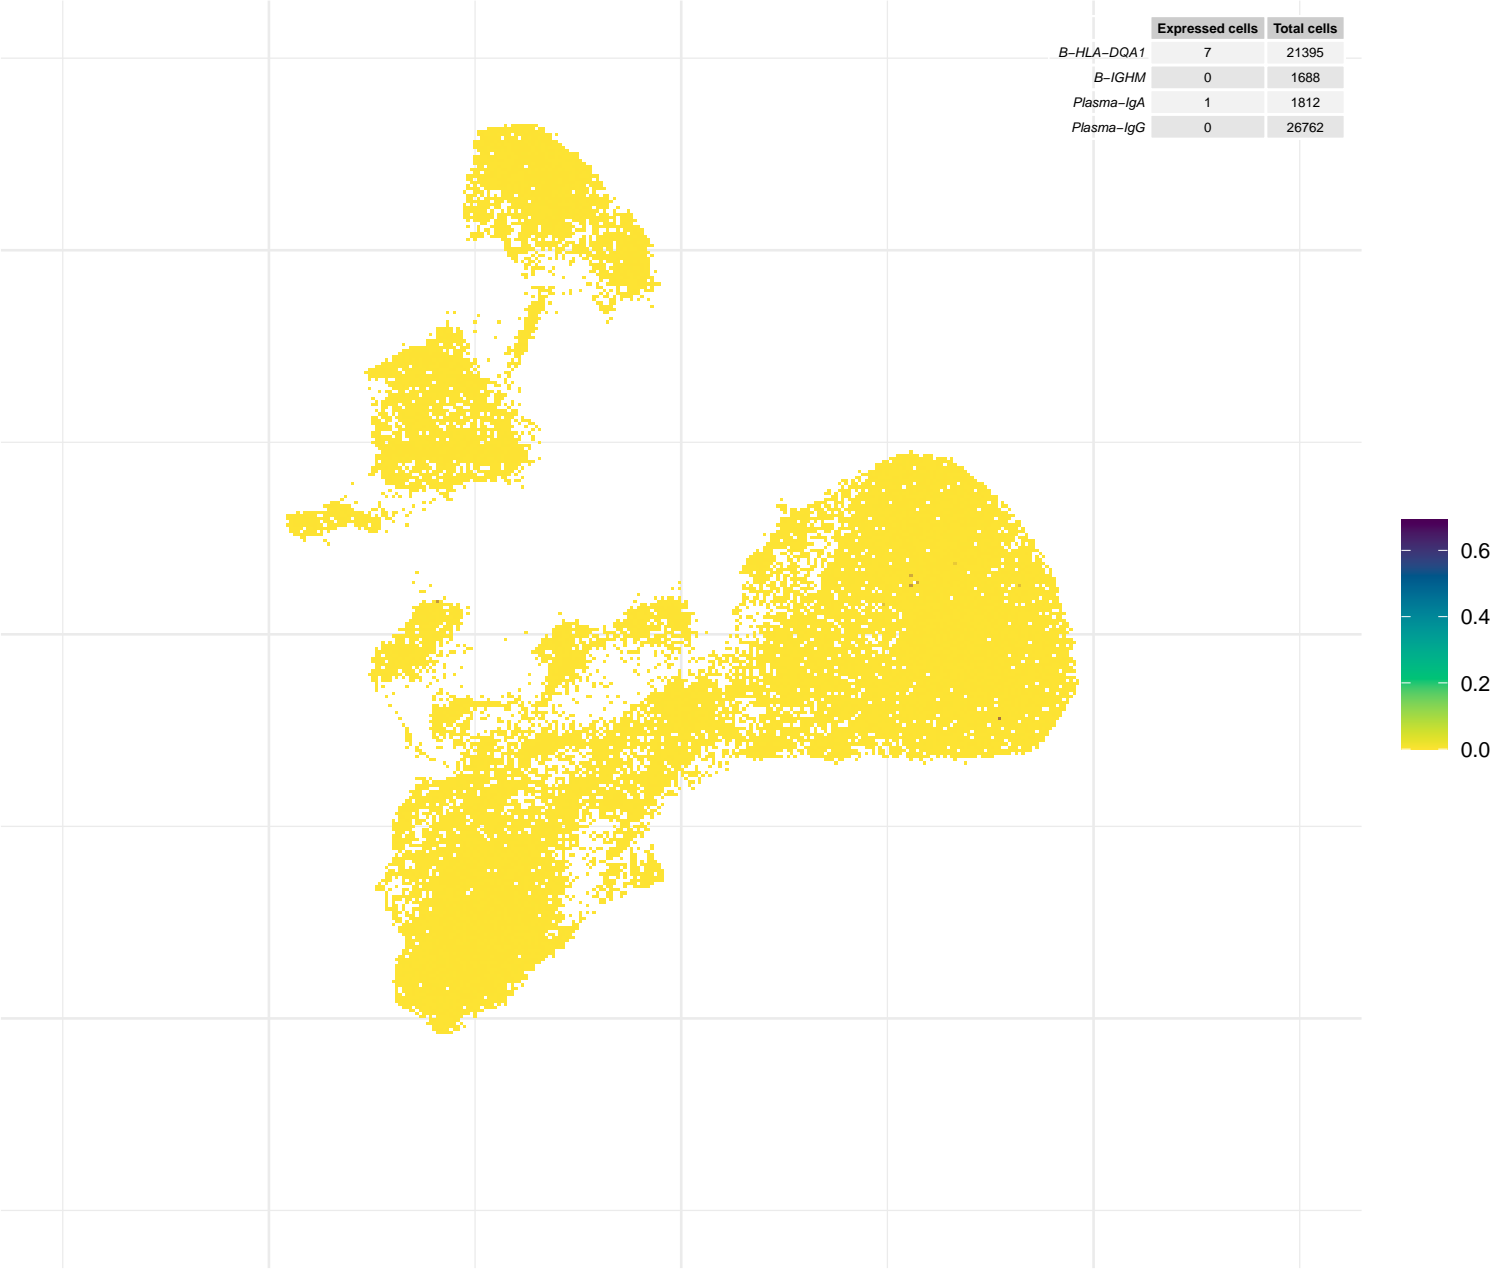 Expressed cells Total cells
B−HLA−DQA1 7 21395
B−IGHM 0 1688
Plasma−IgA 1 1812
Plasma−IgG 0 26762
0.6
0.4
0.2
0.0